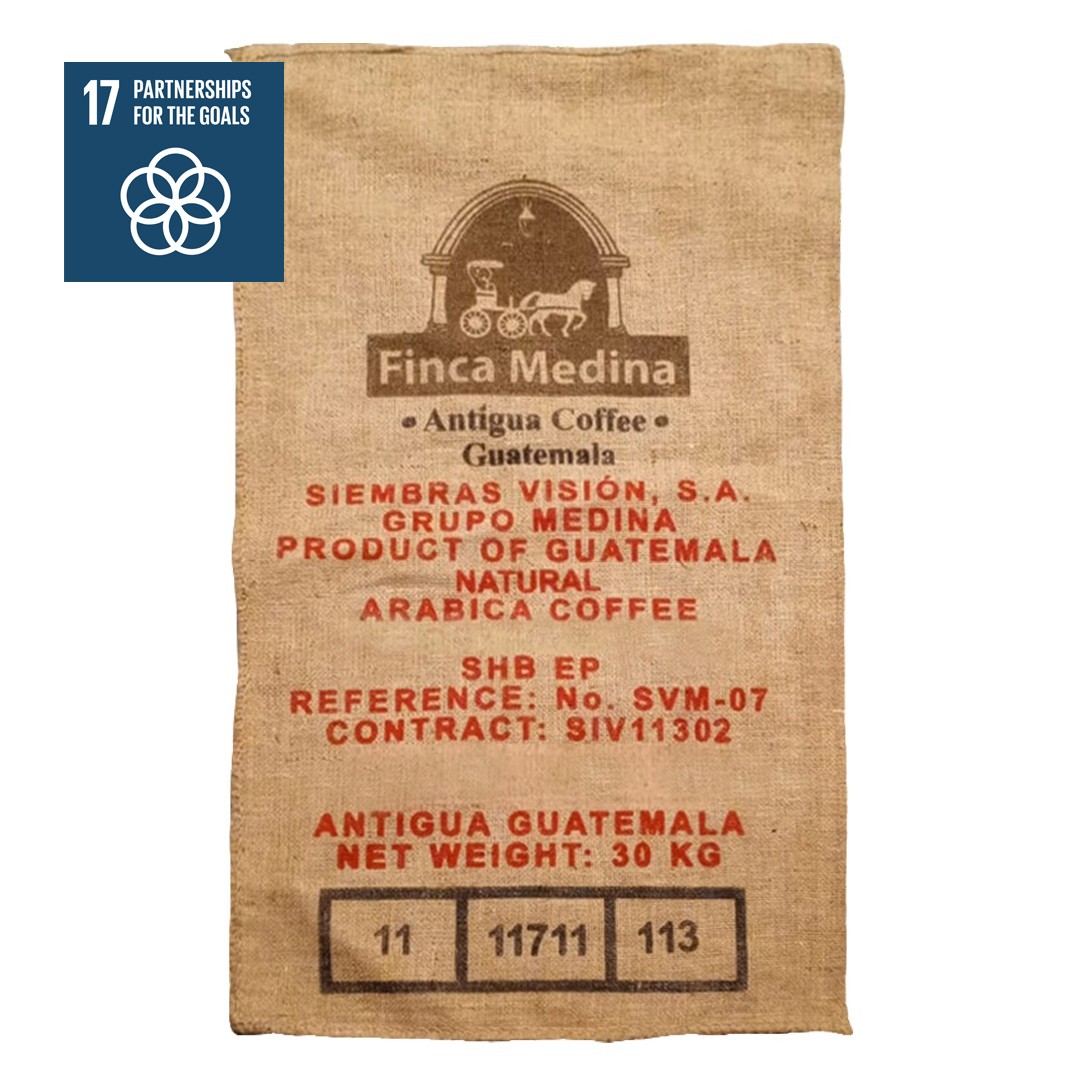 17 PARTNERSHIPS
FOR THE GOALS
Finca Medina
Antigua Coffee
Guatemala
SIEMBRAS VISIÓN, S.A.
GRUPO MEDINA
PRODUCT OF GUATEMALA
NATURAL
ARABICA COFFEE
SHB EP
REFERENCE: No. SVM-07
CONTRACT: SIV11302
ANTIGUA GUATEMALA
NET WEIGHT: 30 KG
11 11711 113